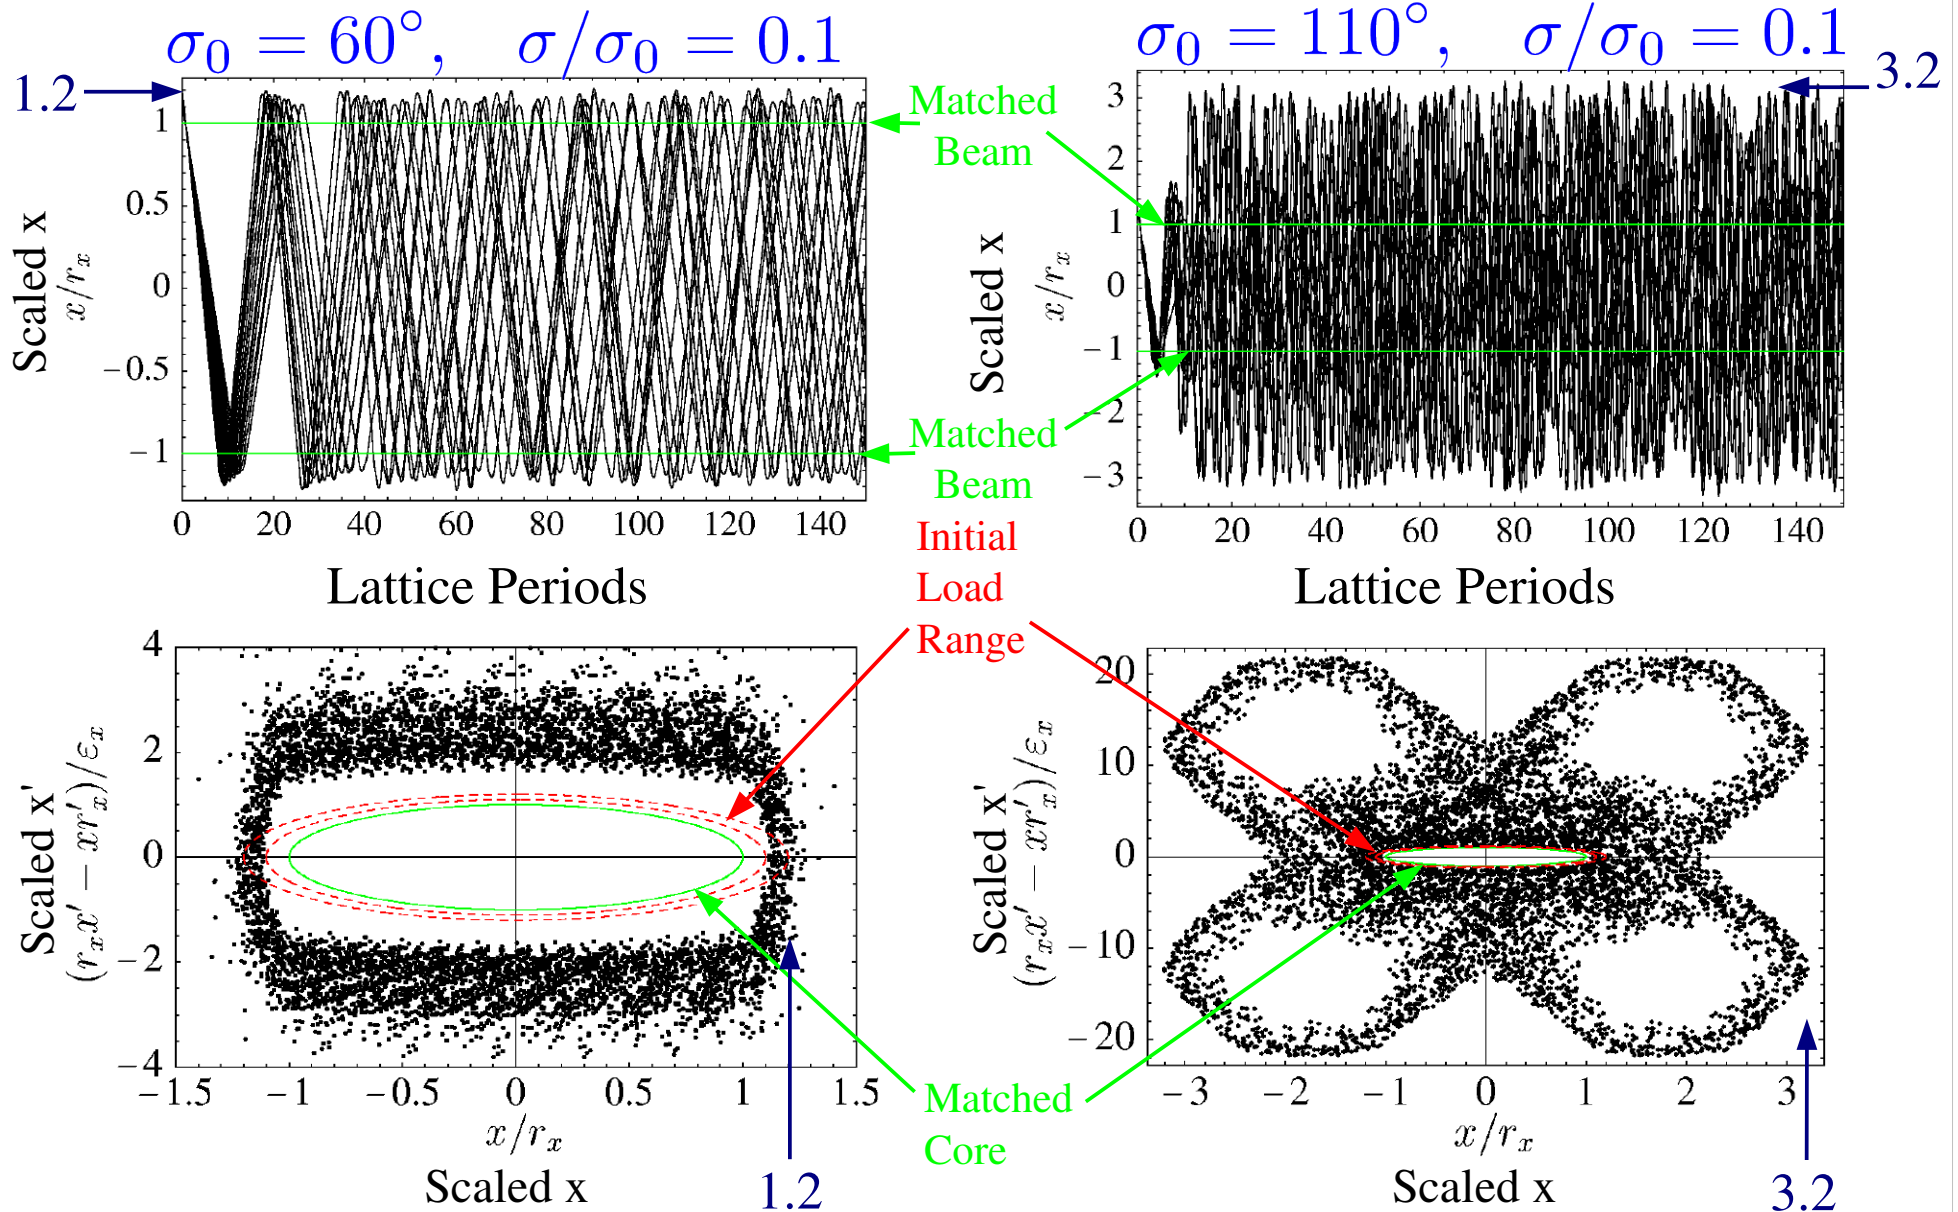 σ₀ = 60°, σ/σ₀ = 0.1
σ₀ = 110°, σ/σ₀ = 0.1
1.2
3.2
Matched
Beam
Matched
Beam
Scaled x
x/rₓ
1
0.5
0
−0.5
−1
0 20 40 60 80 100 120 140
Lattice Periods
Scaled x
x/rₓ
3
2
1
0
−1
−2
−3
0 20 40 60 80 100 120 140
Lattice Periods
Initial
Load
Range
Scaled x'
(rₓx′ − xr′ₓ)/εₓ
4
2
0
−2
−4
−1.5 −1 −0.5 0 0.5 1 1.5
x/rₓ
Scaled x
1.2
Matched
Core
Scaled x'
(rₓx′ − xr′ₓ)/εₓ
20
10
0
−10
−20
−3 −2 −1 0 1 2 3
x/rₓ
Scaled x
3.2